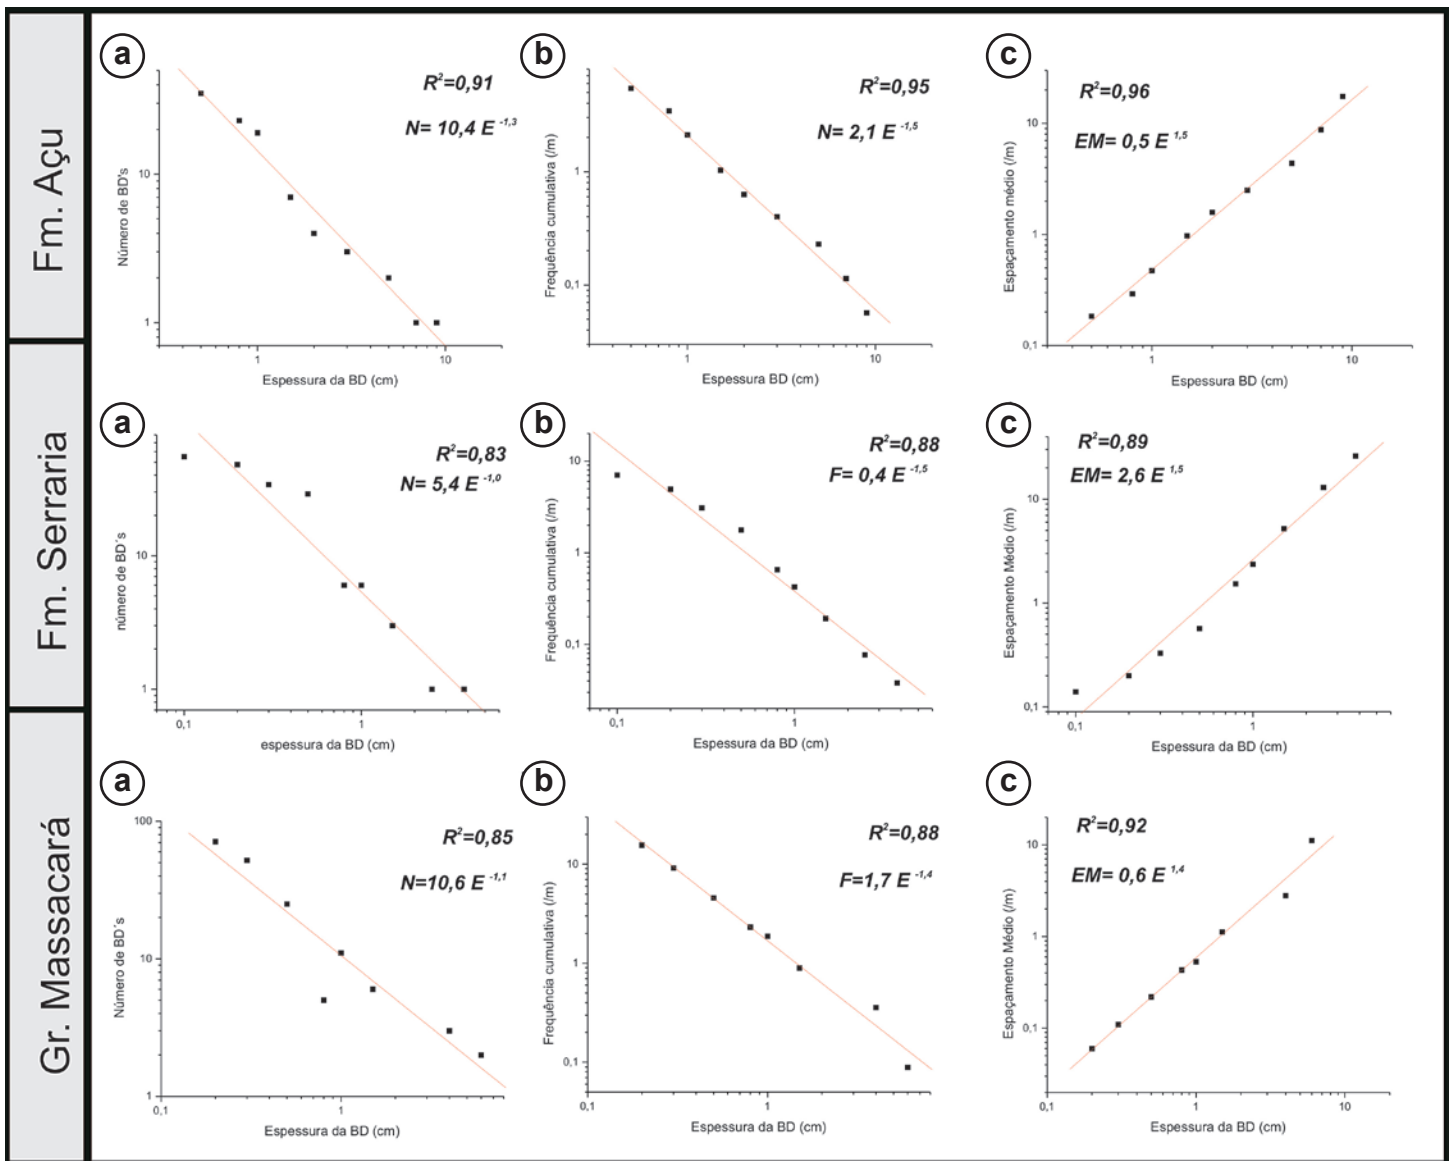 Fm. Açu
a
R²=0,91
N= 10,4 E ⁻¹,³
10
1
Número de BD's
1
10
Espessura da BD (cm)
b
R²=0,95
N= 2,1 E ⁻¹,⁵
1
0,1
Frequência cumulativa (/m)
1
10
Espessura BD (cm)
c
R²=0,96
EM= 0,5 E ¹,⁵
10
1
0,1
Espaçamento médio (/m)
1
10
Espessura BD (cm)
Fm. Serraria
a
R²=0,83
N= 5,4 E ⁻¹,⁰
10
1
número de BD´s
0,1
1
espessura da BD (cm)
b
R²=0,88
F= 0,4 E ⁻¹,⁵
10
1
0,1
Frequência cumulativa (/m)
0,1
1
Espessura da BD (cm)
c
R²=0,89
EM= 2,6 E ¹,⁵
10
1
0,1
Espaçamento Médio (/m)
0,1
1
Espessura da BD (cm)
Gr. Massacará
a
R²=0,85
N=10,6 E ⁻¹,¹
100
10
1
Número de BD´s
0,1
1
Espessura da BD (cm)
b
R²=0,88
F=1,7 E ⁻¹,⁴
10
1
0,1
Frequência cumulativa (/m)
0,1
1
Espessura da BD (cm)
c
R²=0,92
EM= 0,6 E ¹,⁴
10
1
0,1
Espaçamento Médio (/m)
0,1
1
10
Espessura da BD (cm)